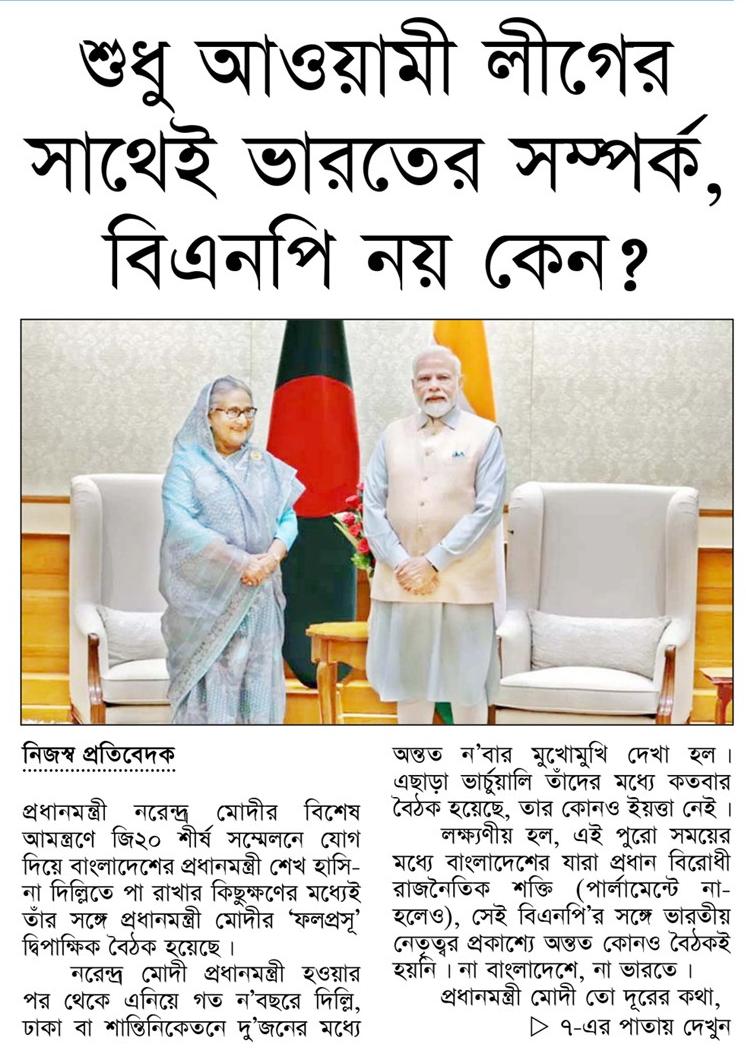 শুধু আওয়ামী লীগের
সাথেই ভারতের সম্পর্ক,
বিএনপি নয় কেন?
নিজস্ব প্রতিবেদক
প্রধানমন্ত্রী নরেন্দ্র মোদীর বিশেষ
আমন্ত্রণে জি২০ শীর্ষ সম্মেলনে যোগ
দিয়ে বাংলাদেশের প্রধানমন্ত্রী শেখ হাসি-
না দিল্লিতে পা রাখার কিছুক্ষণের মধ্যেই
তাঁর সঙ্গে প্রধানমন্ত্রী মোদীর ‘ফলপ্রসূ’
দ্বিপাক্ষিক বৈঠক হয়েছে।
নরেন্দ্র মোদী প্রধানমন্ত্রী হওয়ার
পর থেকে এনিয়ে গত ন’বছরে দিল্লি,
ঢাকা বা শান্তিনিকেতনে দু’জনের মধ্যে
অন্তত ন’বার মুখোমুখি দেখা হল।
এছাড়া ভার্চুয়ালি তাঁদের মধ্যে কতবার
বৈঠক হয়েছে, তার কোনও ইয়ত্তা নেই।
লক্ষ্যণীয় হল, এই পুরো সময়ের
মধ্যে বাংলাদেশের যারা প্রধান বিরোধী
রাজনৈতিক শক্তি (পার্লামেন্টে না-
হলেও), সেই বিএনপি’র সঙ্গে ভারতীয়
নেতৃত্বর প্রকাশ্যে অন্তত কোনও বৈঠকই
হয়নি। না বাংলাদেশে, না ভারতে।
প্রধানমন্ত্রী মোদী তো দূরের কথা,
▷ ৭-এর পাতায় দেখুন